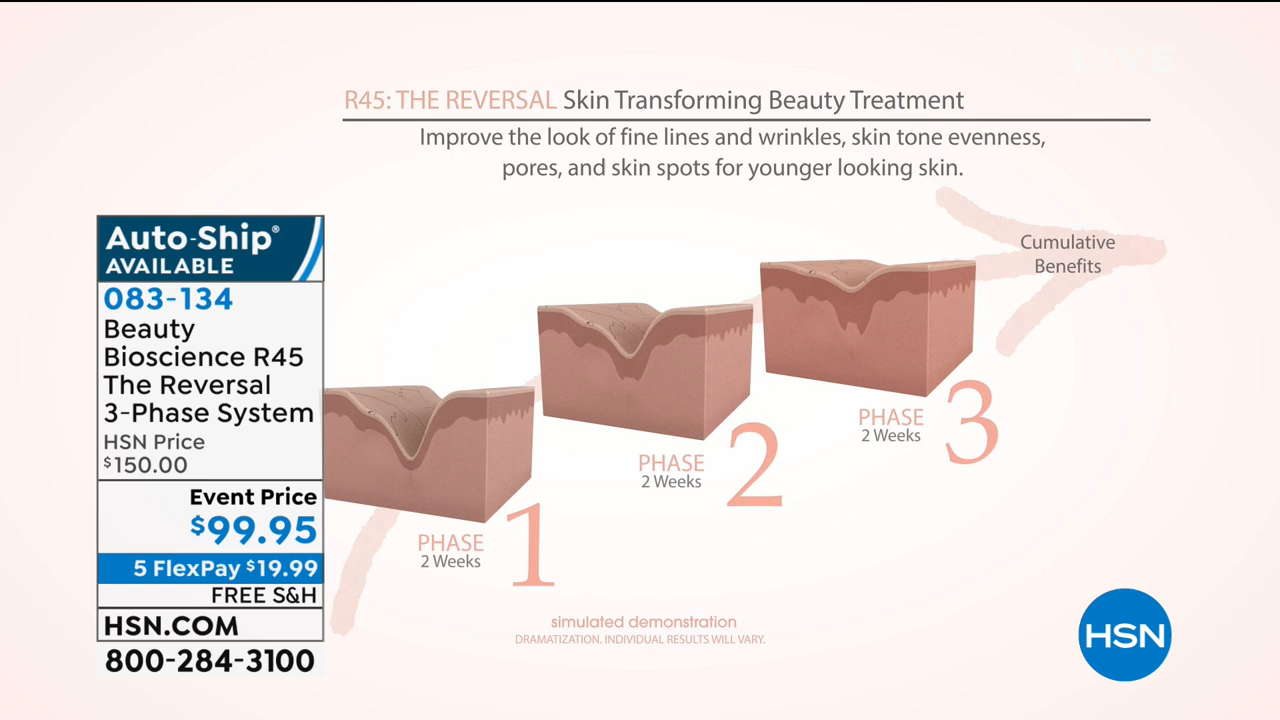 LIVE
R45: THE REVERSAL Skin Transforming Beauty Treatment
Improve the look of fine lines and wrinkles, skin tone evenness,
pores, and skin spots for younger looking skin.
Auto-Ship®
AVAILABLE
083-134
Beauty
Bioscience R45
The Reversal
3-Phase System
HSN Price
$150.00
Event Price
$99.95
5 FlexPay $19.99
FREE S&H
HSN.COM
800-284-3100
Cumulative
Benefits
PHASE
2 Weeks
3
PHASE
2 Weeks
2
PHASE
2 Weeks
1
simulated demonstration
DRAMATIZATION. INDIVIDUAL RESULTS WILL VARY.
HSN